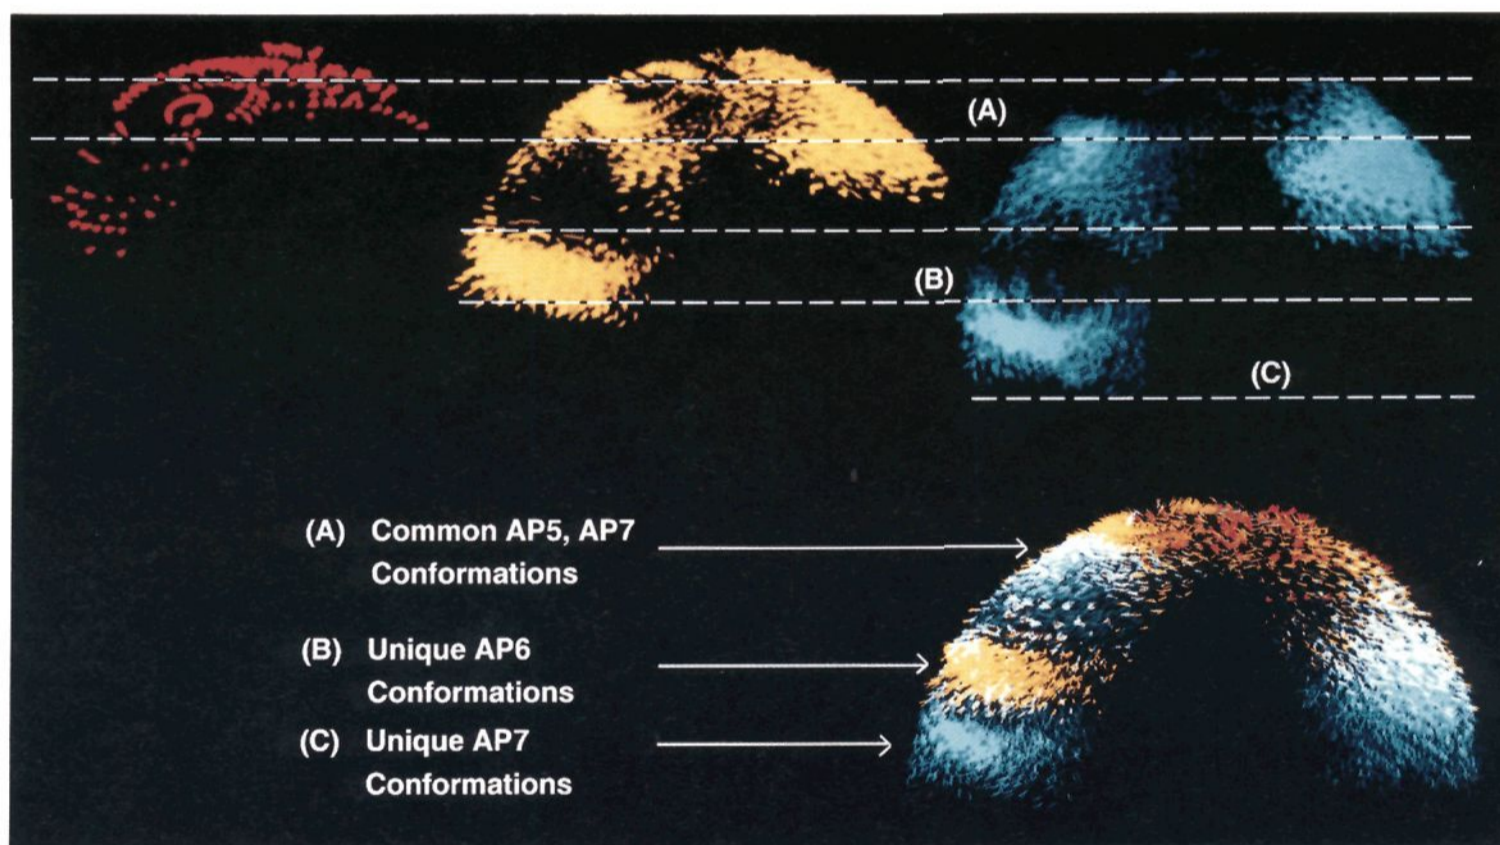 (A)
(B)
(C)
(A) Common AP5, AP7
Conformations
(B) Unique AP6
Conformations
(C) Unique AP7
Conformations